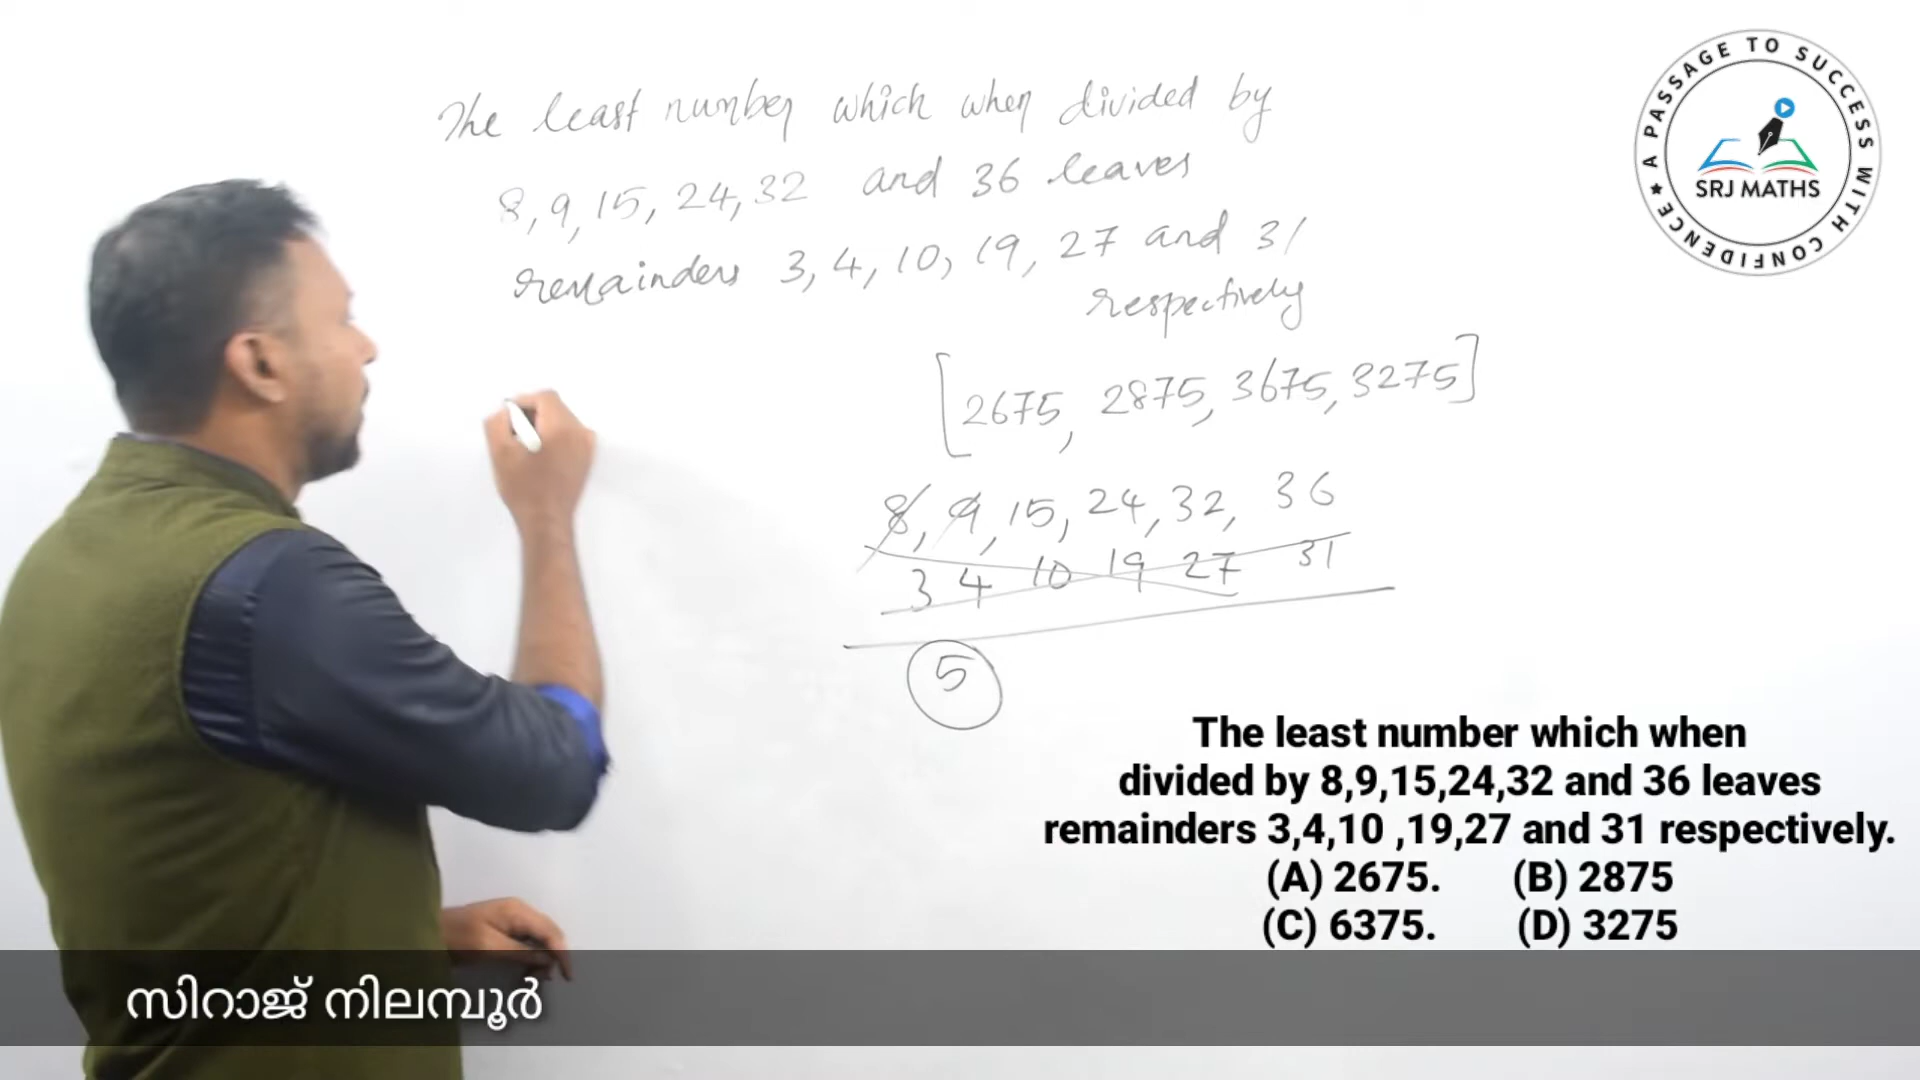 The least number which when divided by
8, 9, 15, 24, 32 and 36 leaves
remainders 3, 4, 10, 19, 27 and 31
respectively
[2675, 2875, 3675, 3275]
8, 9, 15, 24, 32, 36
3 4 10 19 27 31
5
★ A PASSAGE TO SUCCESS WITH CONFIDENCE
SRJ MATHS
The least number which when
divided by 8,9,15,24,32 and 36 leaves
remainders 3,4,10 ,19,27 and 31 respectively.
(A) 2675. (B) 2875
(C) 6375. (D) 3275
സിറാജ് നിലമ്പൂർ